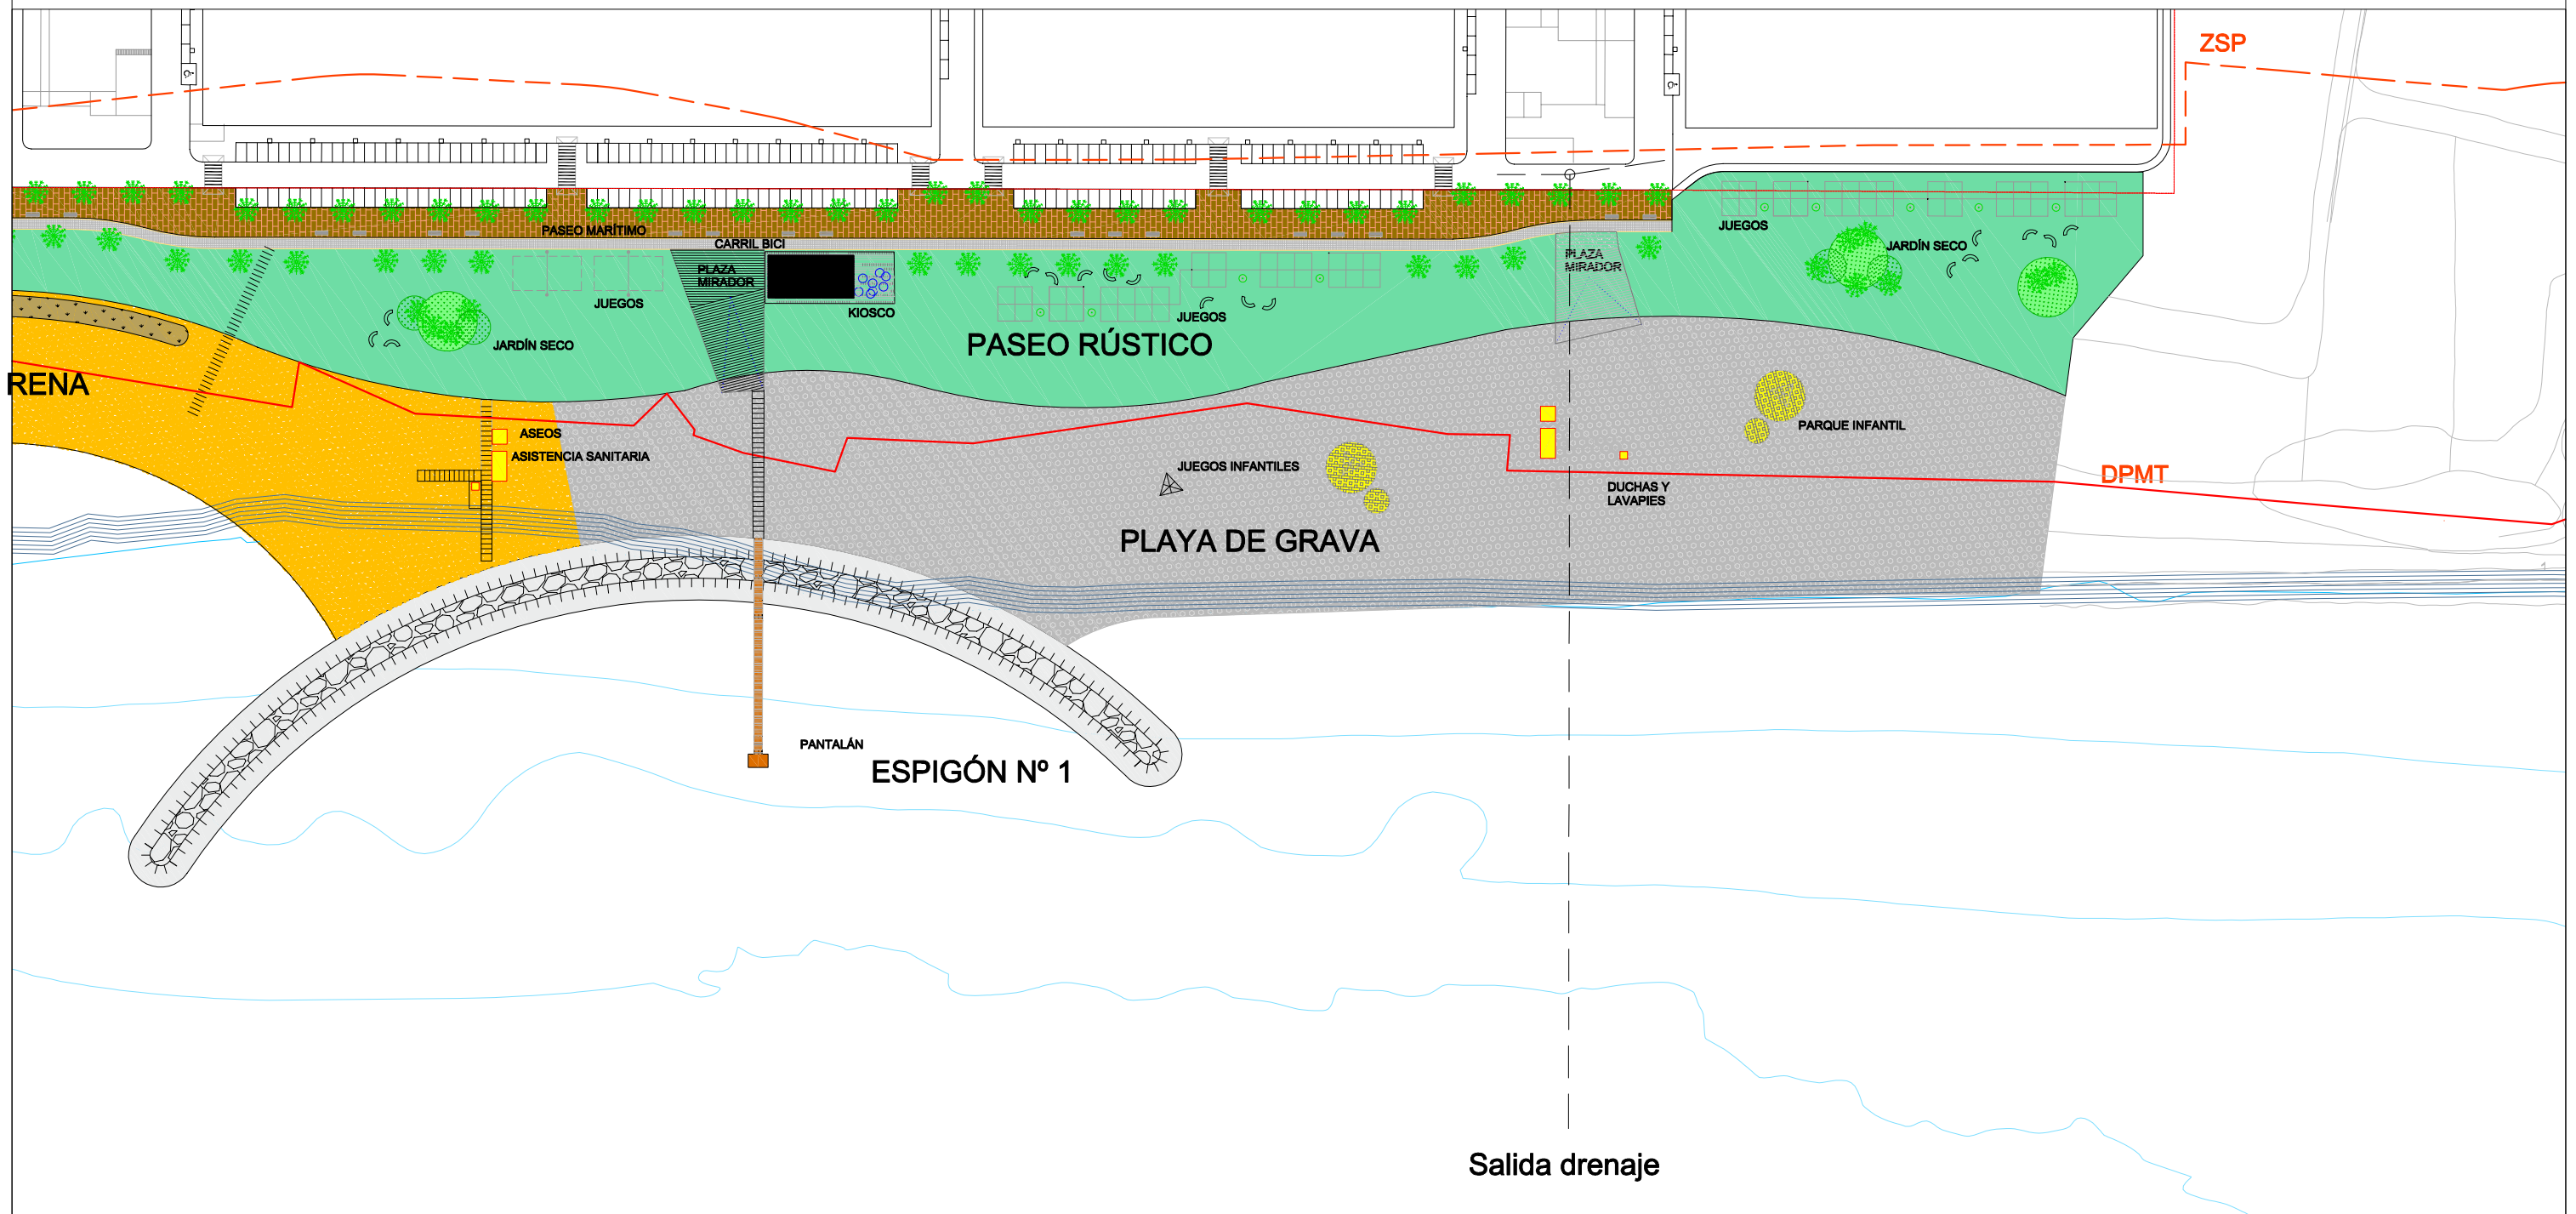 ZSP
PASEO MARÍTIMO
CARRIL BICI
JUEGOS
JARDÍN SECO
PLAZA
MIRADOR
PLAZA
MIRADOR
JUEGOS
KIOSCO
JUEGOS
JARDÍN SECO
PASEO RÚSTICO
RENA
ASEOS
ASISTENCIA SANITARIA
PARQUE INFANTIL
JUEGOS INFANTILES
DPMT
DUCHAS Y
LAVAPIES
PLAYA DE GRAVA
1
PANTALÁN
ESPIGÓN Nº 1
Salida drenaje